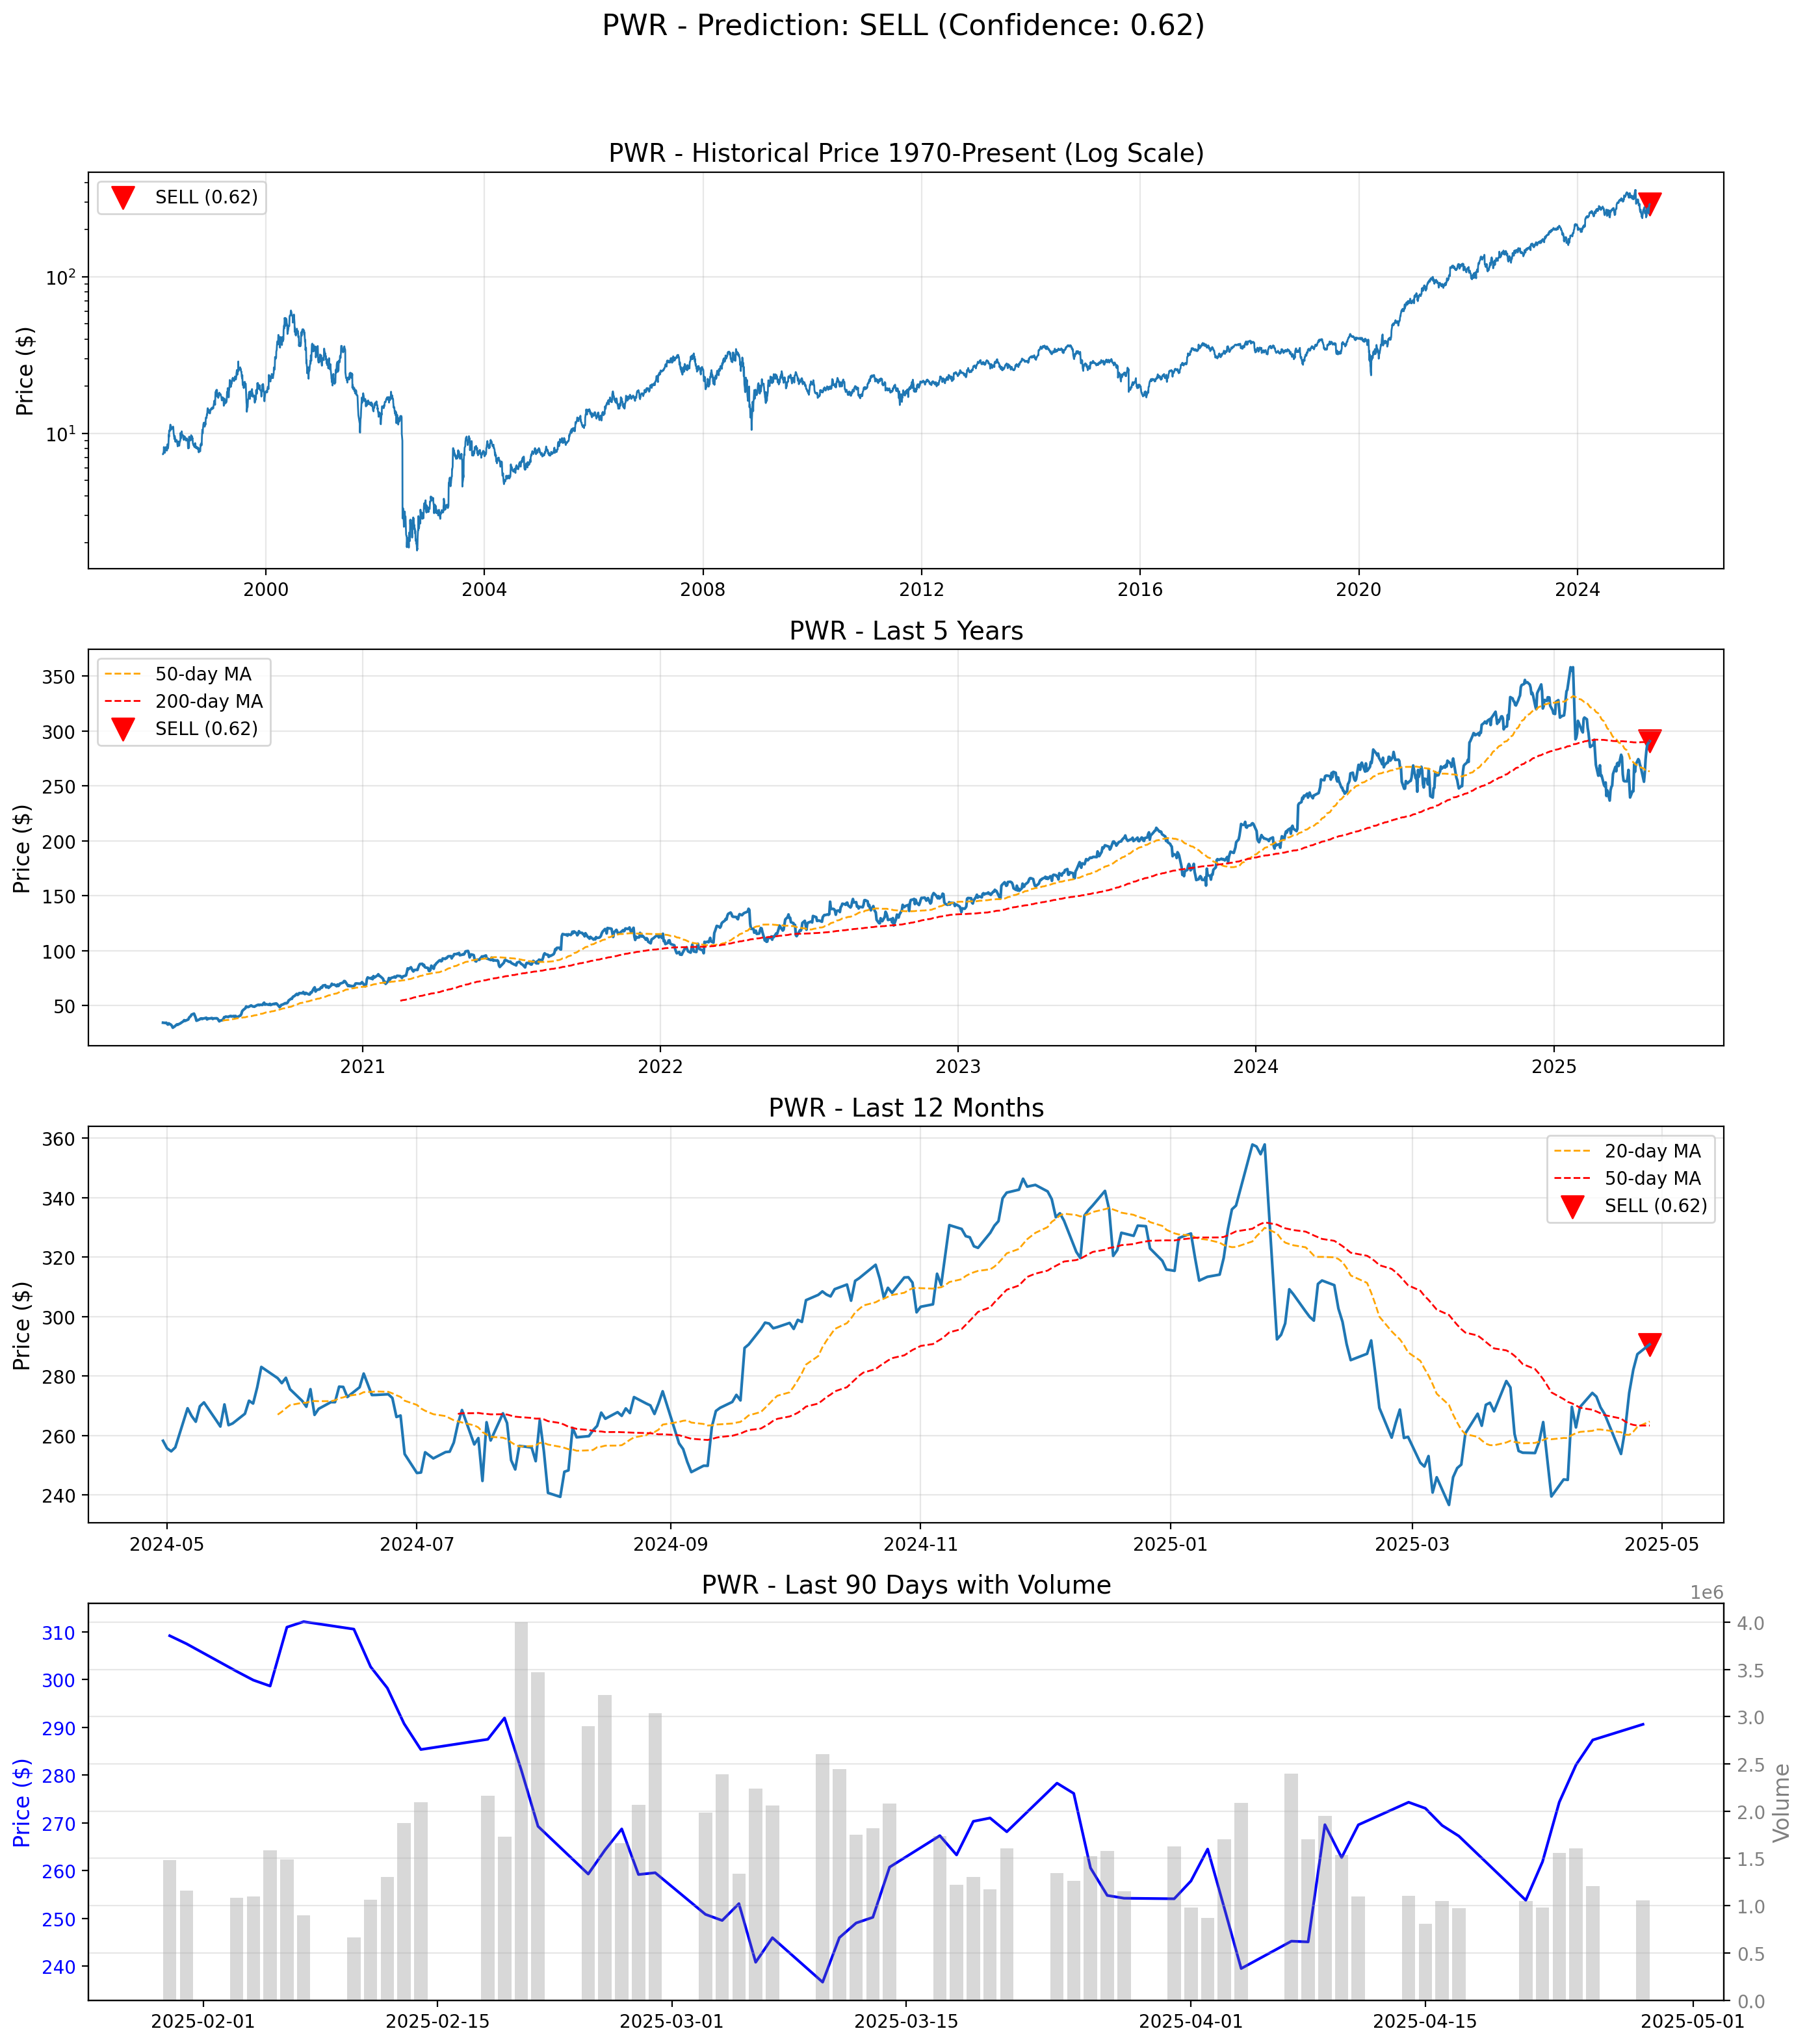 PWR - Prediction: SELL (Confidence: 0.62)
PWR - Historical Price 1970-Present (Log Scale)
SELL (0.62)
Price ($)
10²
10¹
2000 2004 2008 2012 2016 2020 2024
PWR - Last 5 Years
50-day MA
200-day MA
SELL (0.62)
Price ($)
350
300
250
200
150
100
50
2021 2022 2023 2024 2025
PWR - Last 12 Months
20-day MA
50-day MA
SELL (0.62)
Price ($)
360
340
320
300
280
260
240
2024-05 2024-07 2024-09 2024-11 2025-01 2025-03 2025-05
PWR - Last 90 Days with Volume
1e6
Price ($)
310
300
290
280
270
260
250
240
4.0
3.5
3.0
2.5
2.0
1.5
1.0
0.5
0.0
Volume
2025-02-01 2025-02-15 2025-03-01 2025-03-15 2025-04-01 2025-04-15 2025-05-01